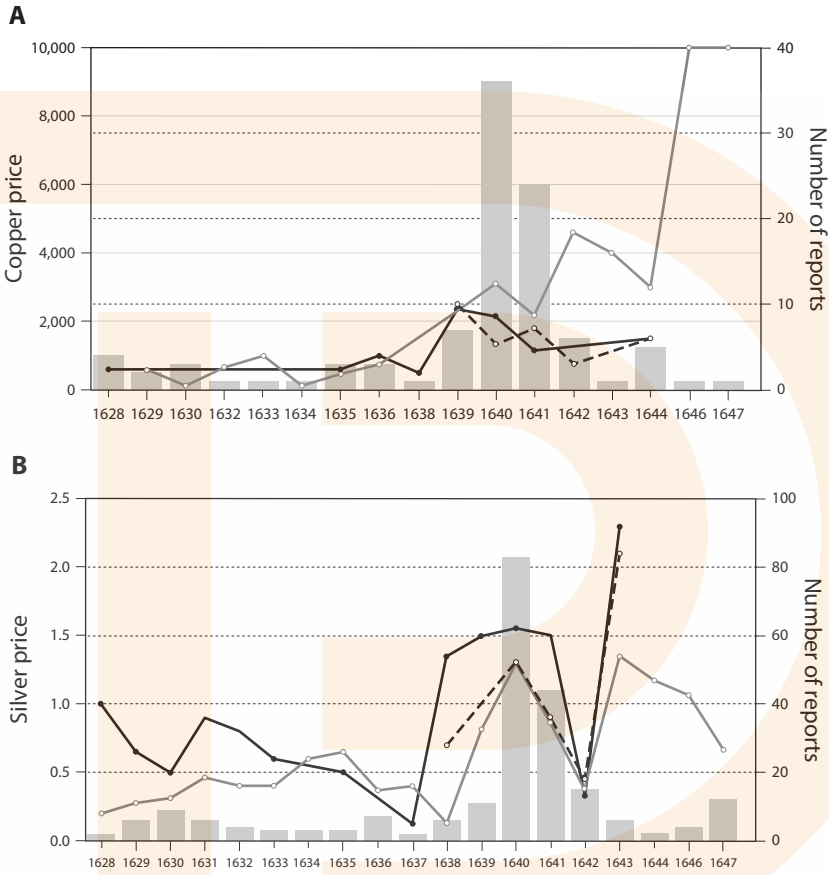 A
10,000 8,000 6,000 4,000 2,000 0
Copper price
40 30 20 10 0
Number of reports
1628 1629 1630 1632 1633 1634 1635 1636 1638 1639 1640 1641 1642 1643 1644 1646 1647
B
2.5 2.0 1.5 1.0 0.5 0.0
Silver price
100 80 60 40 20 0
Number of reports
1628 1629 1630 1631 1632 1633 1634 1635 1636 1637 1638 1639 1640 1641 1642 1643 1644 1646 1647